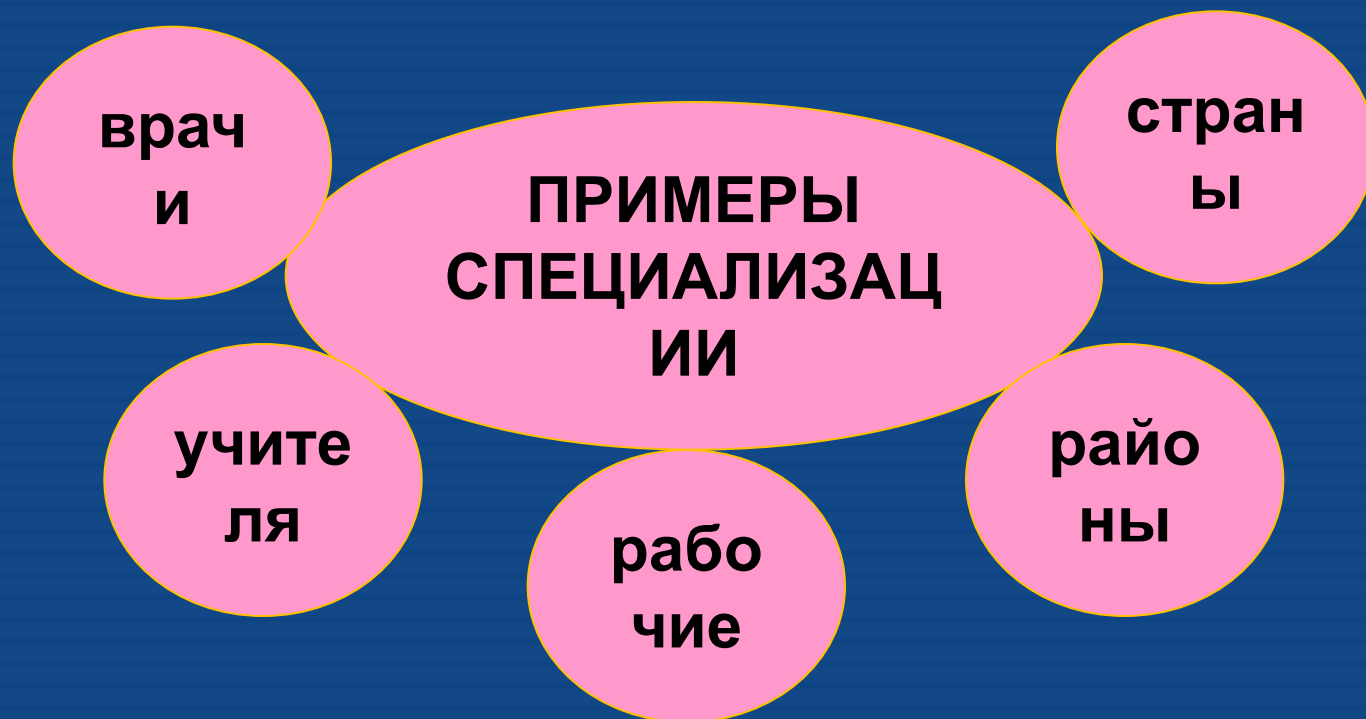 врач
и
стран
ы
ПРИМЕРЫ
СПЕЦИАЛИЗАЦ
ИИ
учите
ля
райо
ны
рабо
чие